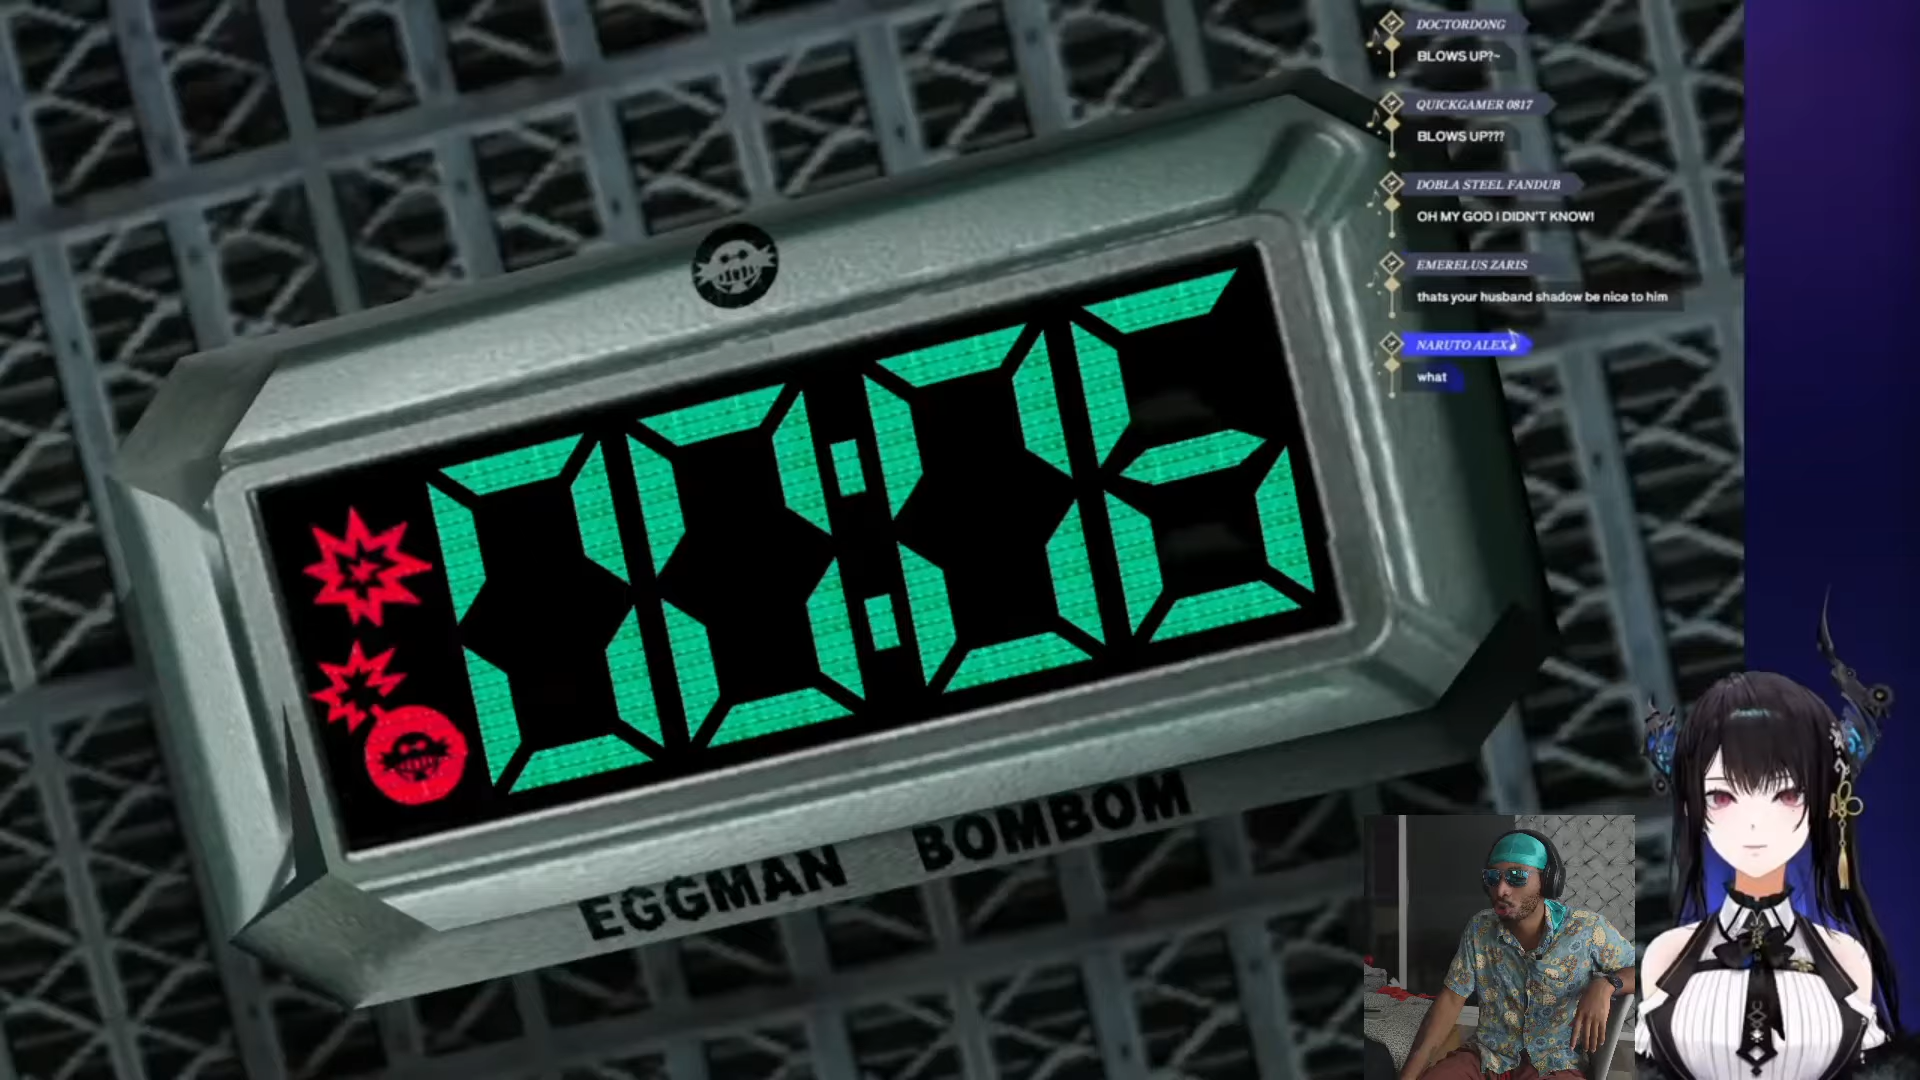 DOCTORDONG
BLOWS UP?~
QUICKGAMER 0817
BLOWS UP???
DOBLA STEEL FANDUB
OH MY GOD I DIDN'T KNOW!
EMERELUS ZARIS
thats your husband shadow be nice to him
NARUTO ALEX
what
00:06
EGGMAN BOMBOM